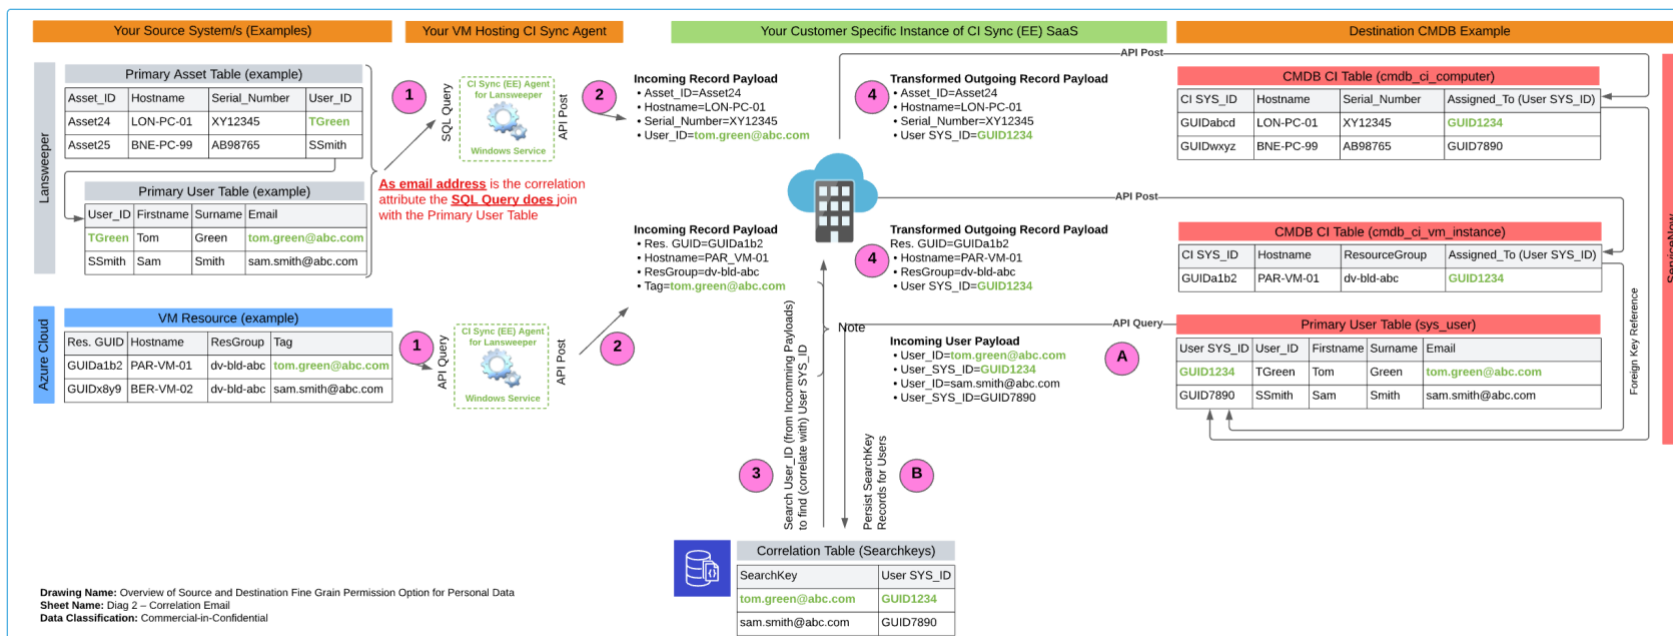 Your Source System/s (Examples)
Your VM Hosting CI Sync Agent
Your Customer Specific Instance of CI Sync (EE) SaaS
Destination CMDB Example
Lansweeper
Primary Asset Table (example)
Asset_ID Hostname Serial_Number User_ID
Asset24 LON-PC-01 XY12345 TGreen
Asset25 BNE-PC-99 AB98765 SSmith
Primary User Table (example)
User_ID Firstname Surname Email
TGreen Tom Green tom.green@abc.com
SSmith Sam Smith sam.smith@abc.com
1
SQL Query
CI Sync (EE) Agent
for Lansweeper
Windows Service
API Post
2
As email address is the correlation
attribute the SQL Query does join
with the Primary User Table
Incoming Record Payload
• Asset_ID=Asset24
• Hostname=LON-PC-01
• Serial_Number=XY12345
• User_ID=tom.green@abc.com
4
Transformed Outgoing Record Payload
• Asset_ID=Asset24
• Hostname=LON-PC-01
• Serial_Number=XY12345
• User SYS_ID=GUID1234
API Post
CMDB CI Table (cmdb_ci_computer)
CI SYS_ID Hostname Serial_Number Assigned_To (User SYS_ID)
GUIDabcd LON-PC-01 XY12345 GUID1234
GUIDwxyz BNE-PC-99 AB98765 GUID7890
Azure Cloud
VM Resource (example)
Res. GUID Hostname ResGroup Tag
GUIDa1b2 PAR-VM-01 dv-bld-abc tom.green@abc.com
GUIDx8y9 BER-VM-02 dv-bld-abc sam.smith@abc.com
1
API Query
CI Sync (EE) Agent
for Lansweeper
Windows Service
API Post
2
Incoming Record Payload
• Res. GUID=GUIDa1b2
• Hostname=PAR_VM-01
• ResGroup=dv-bld-abc
• Tag=tom.green@abc.com
4
Transformed Outgoing Record Payload
Res. GUID=GUIDa1b2
• Hostname=PAR-VM-01
• ResGroup=dv-bld-abc
• User SYS_ID=GUID1234
API Post
CMDB CI Table (cmdb_ci_vm_instance)
CI SYS_ID Hostname ResourceGroup Assigned_To (User SYS_ID)
GUIDa1b2 PAR-VM-01 dv-bld-abc GUID1234
Note
API Query
Incoming User Payload
• User_ID=tom.green@abc.com
• User_SYS_ID=GUID1234
• User_ID=sam.smith@abc.com
• User_SYS_ID=GUID7890
A
Primary User Table (sys_user)
User SYS_ID User_ID Firstname Surname Email
GUID1234 TGreen Tom Green tom.green@abc.com
GUID7890 SSmith Sam Smith sam.smith@abc.com
Foreign Key Reference
ServiceNow
3
Search User_ID (from Incomming Payloads)
to find (correlate with) User SYS_ID
Persist SearchKey
Records for Users
B
Correlation Table (Searchkeys)
SearchKey User SYS_ID
tom.green@abc.com GUID1234
sam.smith@abc.com GUID7890
Drawing Name: Overview of Source and Destination Fine Grain Permission Option for Personal Data
Sheet Name: Diag 2 – Correlation Email
Data Classification: Commercial-in-Confidential